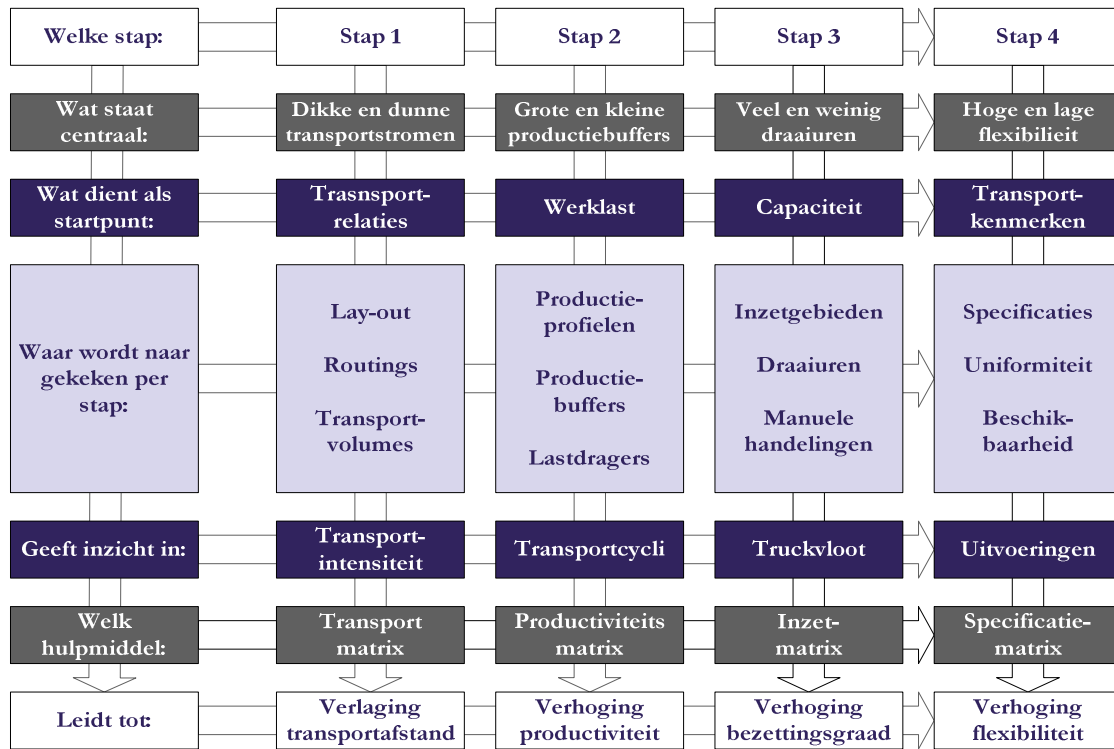 Welke stap:
Stap 1
Stap 2
Stap 3
Stap 4
Wat staat
centraal:
Dikke en dunne
transportstromen
Grote en kleine
productiebuffers
Veel en weinig
draaiuren
Hoge en lage
flexibilieit
Wat dient als
startpunt:
Trasnsport-
relaties
Werklast
Capaciteit
Transport-
kenmerken
Waar wordt naar
gekeken per
stap:
Lay-out
Routings
Transport-
volumes
Productie-
profielen
Productie-
buffers
Lastdragers
Inzetgebieden
Draaiuren
Manuele
handelingen
Specificaties
Uniformiteit
Beschik-
baarheid
Geeft inzicht in:
Transport-
intensiteit
Transportcycli
Truckvloot
Uitvoeringen
Welk
hulpmiddel:
Transport
matrix
Productiviteits
matrix
Inzet-
matrix
Specificatie-
matrix
Leidt tot:
Verlaging
transportafstand
Verhoging
productiviteit
Verhoging
bezettingsgraad
Verhoging
flexibiliteit